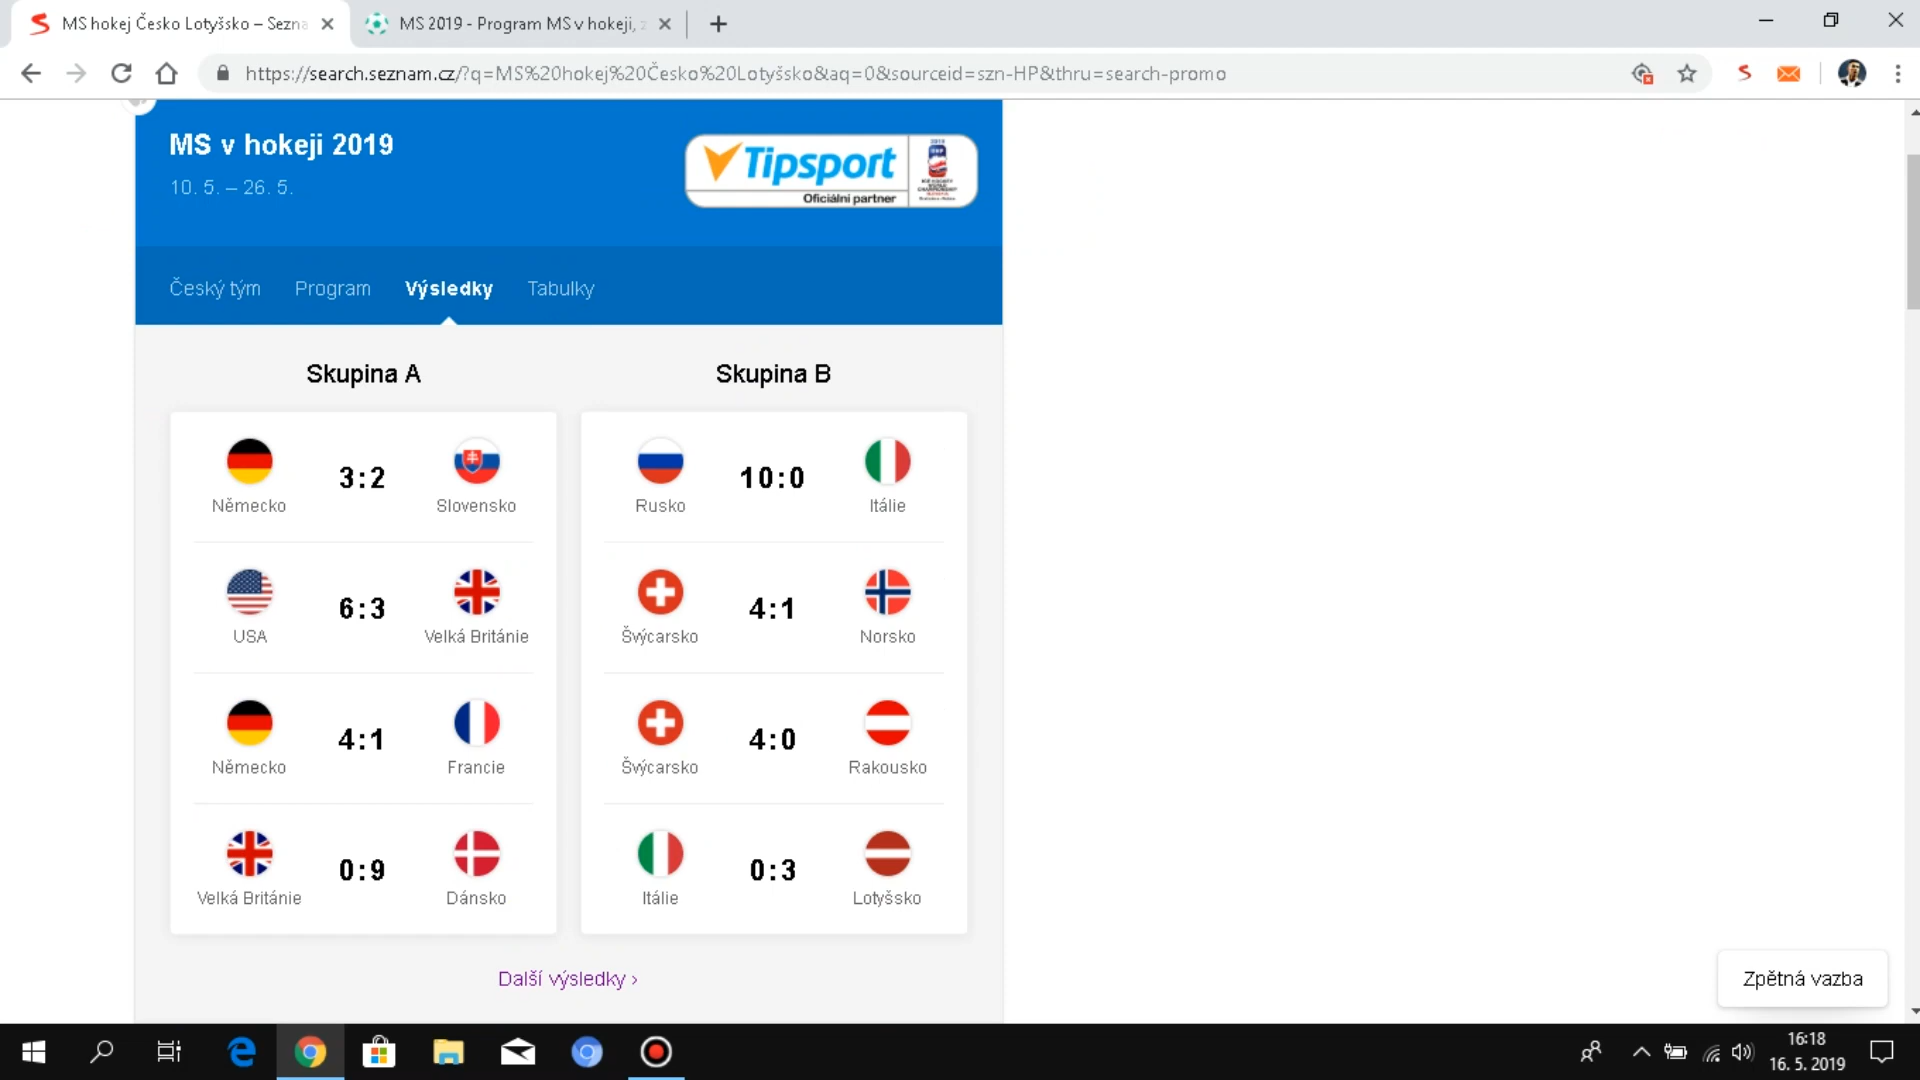 MS hokej Česko Lotyšsko – Sezna
MS 2019 - Program MS v hokeji, z
https://search.seznam.cz/?q=MS%20hokej%20Česko%20Lotyšsko&aq=0&sourceid=szn-HP&thru=search-promo
MS v hokeji 2019
10. 5. – 26. 5.
Tipsport
Oficiální partner
Český tým Program Výsledky Tabulky
Skupina A
Německo 3:2 Slovensko
USA 6:3 Velká Británie
Německo 4:1 Francie
Velká Británie 0:9 Dánsko
Skupina B
Rusko 10:0 Itálie
Švýcarsko 4:1 Norsko
Švýcarsko 4:0 Rakousko
Itálie 0:3 Lotyšsko
Další výsledky ›
Zpětná vazba
16:18
16. 5. 2019